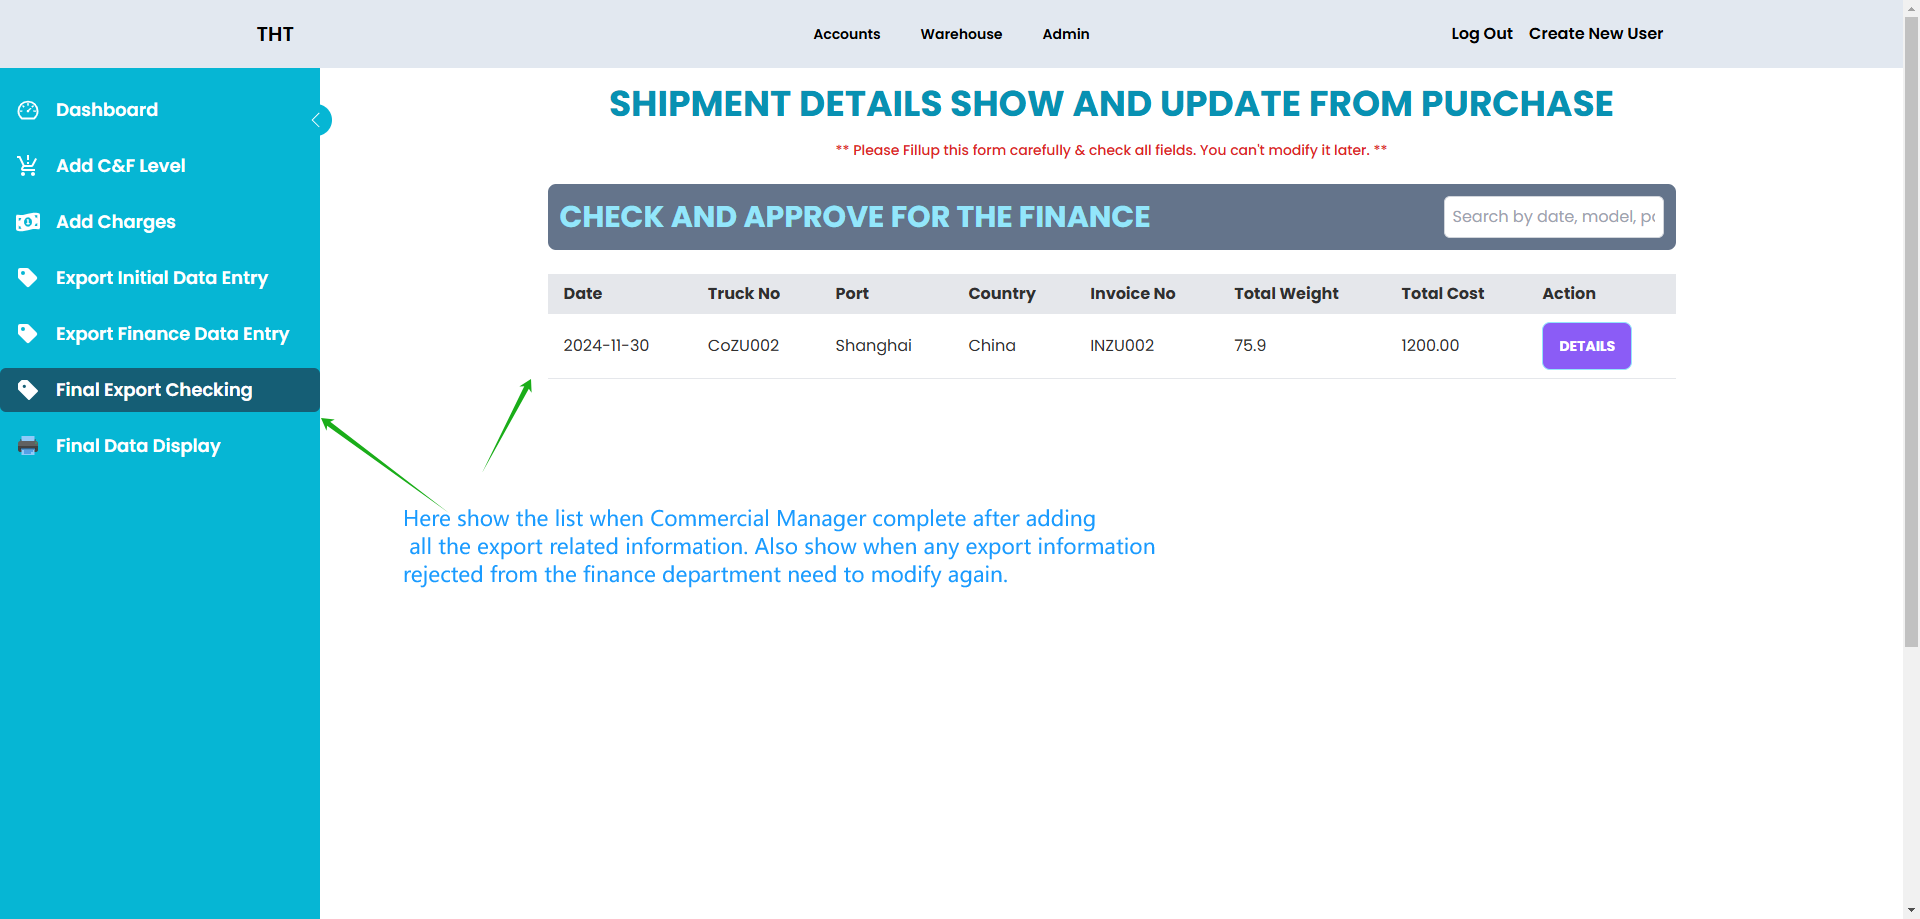 THT
Accounts Warehouse Admin
Log Out Create New User
Dashboard
Add C&F Level
Add Charges
Export Initial Data Entry
Export Finance Data Entry
Final Export Checking
Final Data Display
SHIPMENT DETAILS SHOW AND UPDATE FROM PURCHASE
** Please Fillup this form carefully & check all fields. You can't modify it later. **
CHECK AND APPROVE FOR THE FINANCE
Search by date, model, po
Date Truck No Port Country Invoice No Total Weight Total Cost Action
2024-11-30 CoZU002 Shanghai China INZU002 75.9 1200.00 DETAILS
Here show the list when Commercial Manager complete after adding
all the export related information. Also show when any export information
rejected from the finance department need to modify again.